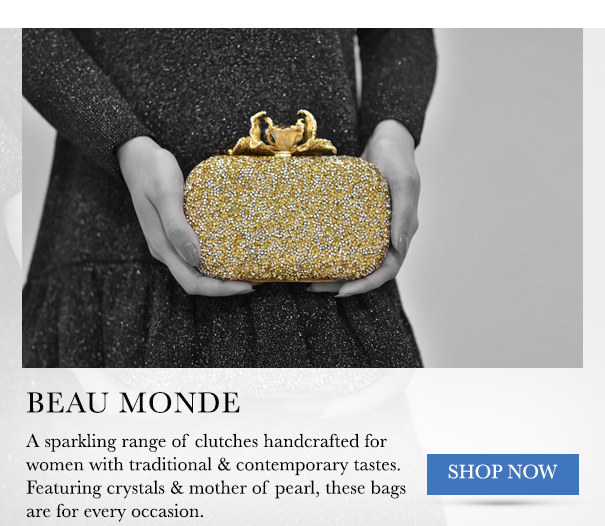 BEAU MONDE
A sparkling range of clutches handcrafted for
women with traditional & contemporary tastes.
Featuring crystals & mother of pearl, these bags
are for every occasion.
SHOP NOW